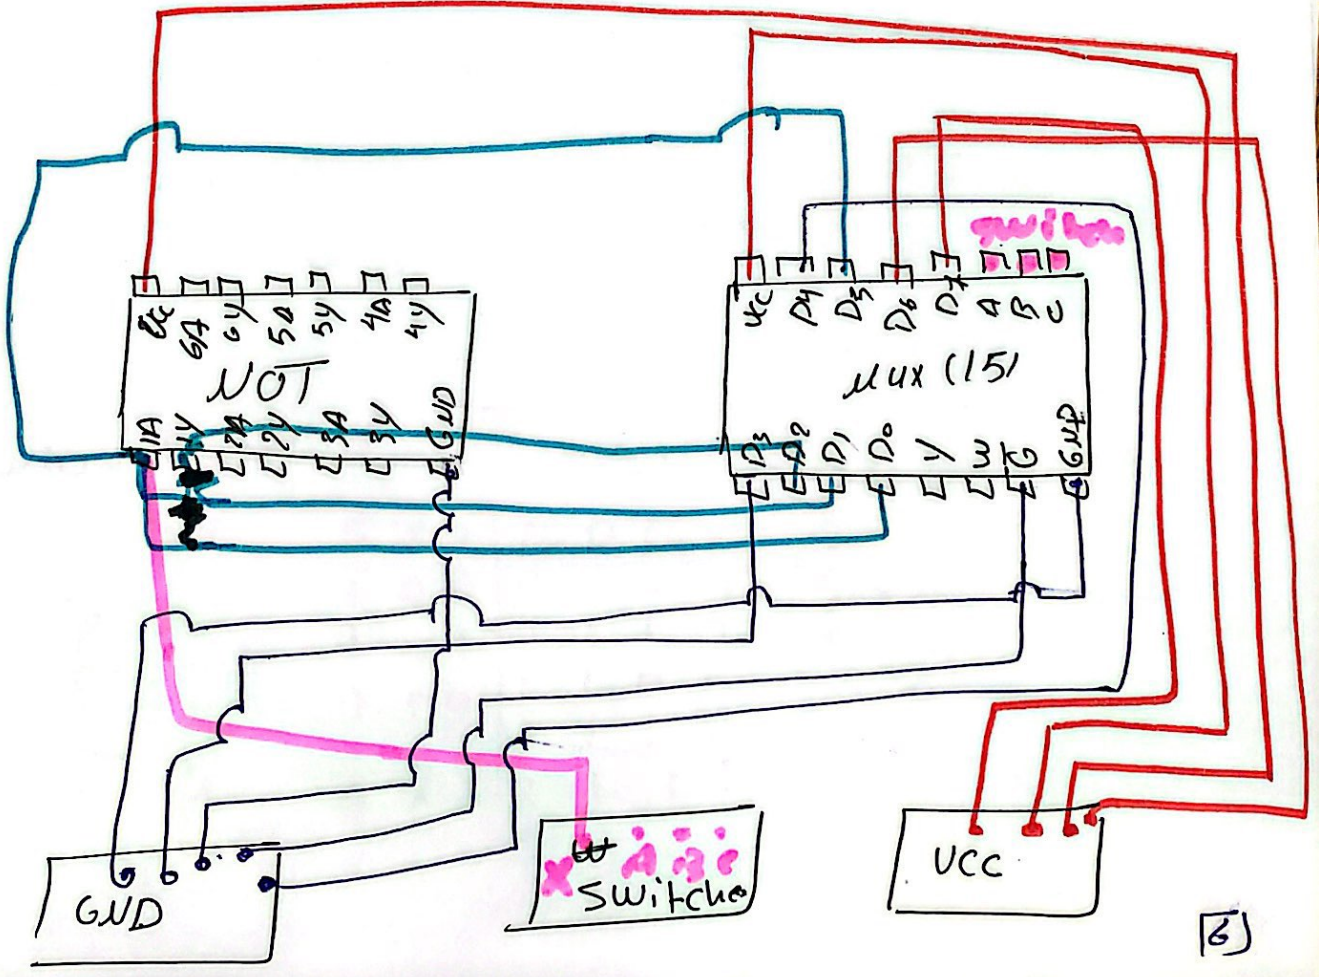 switch
Vcc 6A 6Y 5A 5Y 4A 4Y
NOT
1A 1Y 2A 2Y 3A 3Y GND
Vcc D4 D5 D6 D7 A B C
Mux (151
D3 D2 D1 D0 Y W G GND
GND
X W A B C
Switche
VCC
6